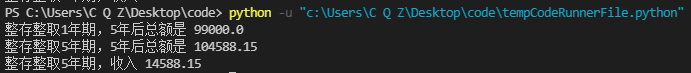 PS C:\Users\C Q Z\Desktop\code> python -u "c:\Users\C Q Z\Desktop\code\tempCodeRunnerFile.python"
整存整取1年期，5年后总额是 99000.0
整存整取5年期，5年后总额是 104588.15
整存整取5年期，收入 14588.15